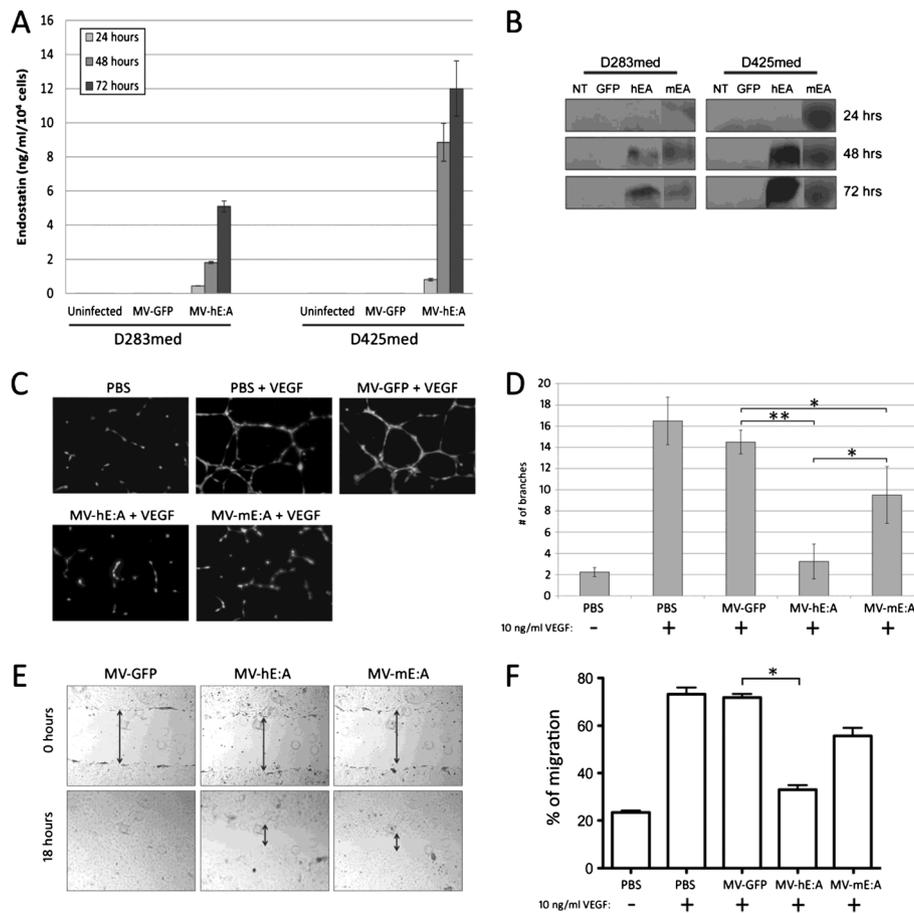 A
16
14
12
10
8
6
4
2
0
Endostatin (ng/ml/10⁴ cells)
24 hours
48 hours
72 hours
Uninfected MV-GFP MV-hE:A Uninfected MV-GFP MV-hE:A
D283med D425med
B
D283med D425med
NT GFP hEA mEA NT GFP hEA mEA
24 hrs
48 hrs
72 hrs
C
PBS PBS + VEGF MV-GFP + VEGF
MV-hE:A + VEGF MV-mE:A + VEGF
D
20
18
16
14
12
10
8
6
4
2
0
# of branches
* ** *
PBS PBS MV-GFP MV-hE:A MV-mE:A
10 ng/ml VEGF: - + + + +
E
MV-GFP MV-hE:A MV-mE:A
0 hours
18 hours
F
80
60
40
20
0
% of migration
*
PBS PBS MV-GFP MV-hE:A MV-mE:A
10 ng/ml VEGF: - + + + +